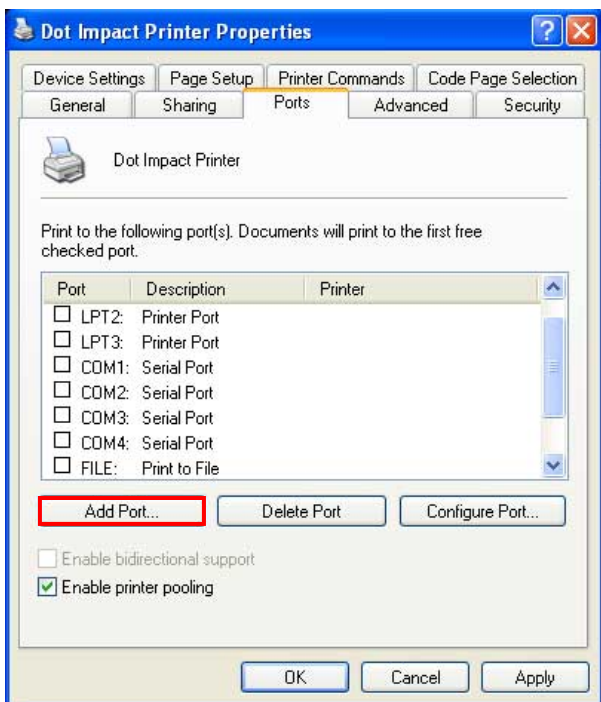 Dot Impact Printer Properties
Device Settings Page Setup Printer Commands Code Page Selection
General Sharing Ports Advanced Security
Dot Impact Printer
Print to the following port(s). Documents will print to the first free
checked port.
Port Description Printer
LPT2: Printer Port
LPT3: Printer Port
COM1: Serial Port
COM2: Serial Port
COM3: Serial Port
COM4: Serial Port
FILE: Print to File
Add Port... Delete Port Configure Port...
Enable bidirectional support
Enable printer pooling
OK Cancel Apply